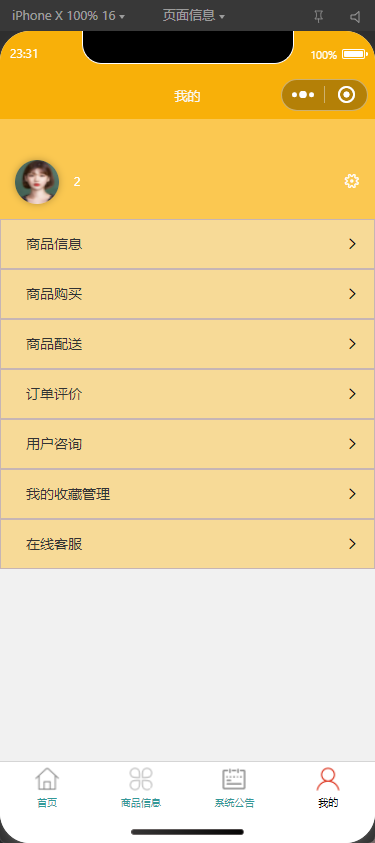 iPhone X 100% 16 页面信息
23:31
100%
我的
2
商品信息
商品购买
商品配送
订单评价
用户咨询
我的收藏管理
在线客服
首页 商品信息 系统公告 我的